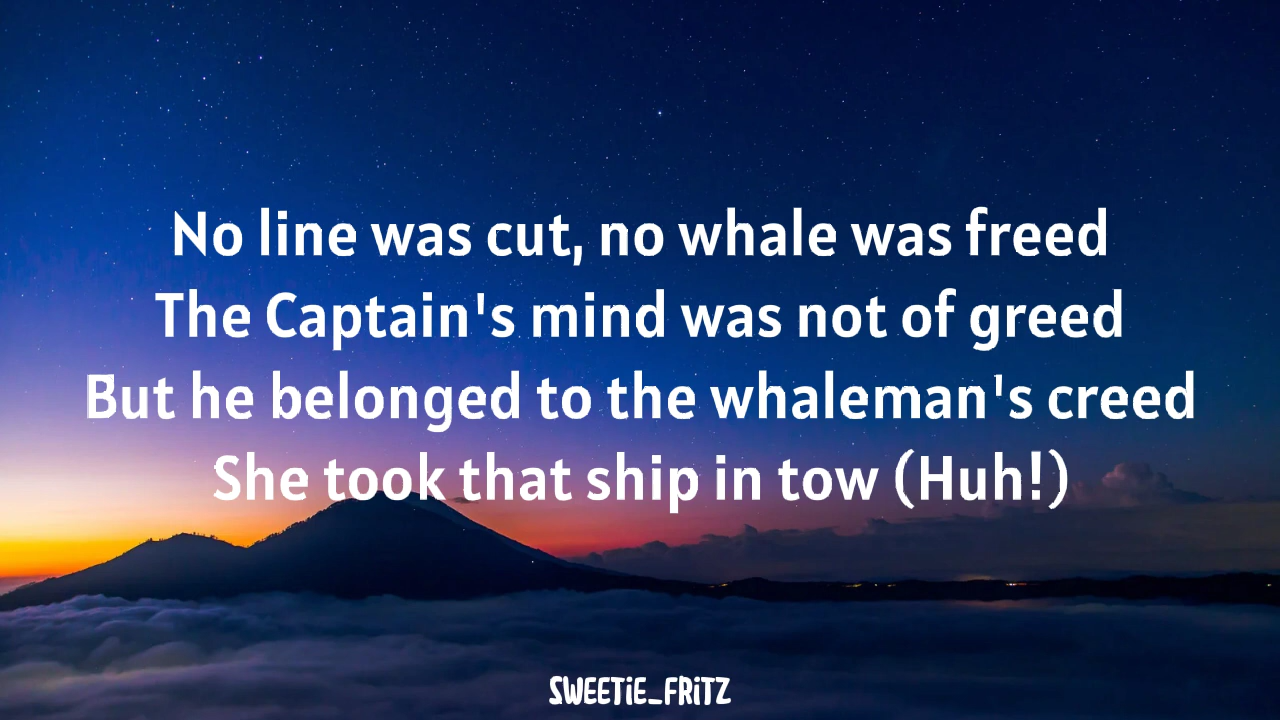 No line was cut, no whale was freed
The Captain's mind was not of greed
But he belonged to the whaleman's creed
She took that ship in tow (Huh!)
SWEETiE_FRiTZ